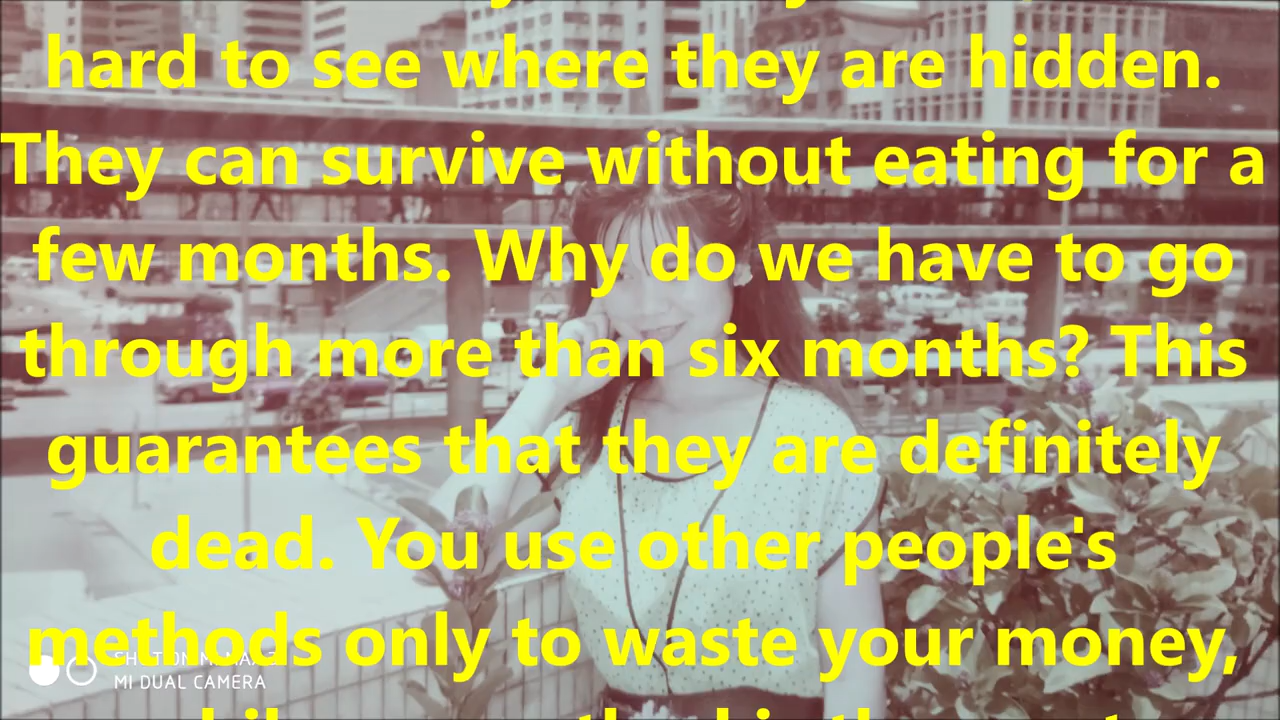 hard to see where they are hidden.
They can survive without eating for a
few months. Why do we have to go
through more than six months? This
guarantees that they are definitely
dead. You use other people's
methods only to waste your money,
MI DUAL CAMERA